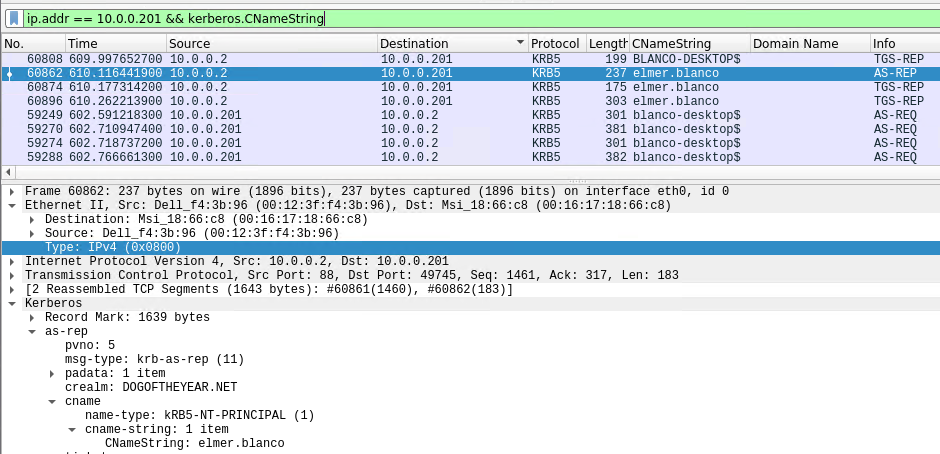 ip.addr == 10.0.0.201 && kerberos.CNameString
No. Time Source Destination Protocol Length CNameString Domain Name Info
60808 609.997652700 10.0.0.2 10.0.0.201 KRB5 199 BLANCO-DESKTOP$ TGS-REP
60862 610.116441900 10.0.0.2 10.0.0.201 KRB5 237 elmer.blanco AS-REP
60874 610.177314200 10.0.0.2 10.0.0.201 KRB5 175 elmer.blanco TGS-REP
60896 610.262213900 10.0.0.2 10.0.0.201 KRB5 303 elmer.blanco TGS-REP
59249 602.591218300 10.0.0.201 10.0.0.2 KRB5 301 blanco-desktop$ AS-REQ
59270 602.710947400 10.0.0.201 10.0.0.2 KRB5 381 blanco-desktop$ AS-REQ
59274 602.718737200 10.0.0.201 10.0.0.2 KRB5 301 blanco-desktop$ AS-REQ
59288 602.766661300 10.0.0.201 10.0.0.2 KRB5 382 blanco-desktop$ AS-REQ
Frame 60862: 237 bytes on wire (1896 bits), 237 bytes captured (1896 bits) on interface eth0, id 0
Ethernet II, Src: Dell_f4:3b:96 (00:12:3f:f4:3b:96), Dst: Msi_18:66:c8 (00:16:17:18:66:c8)
Destination: Msi_18:66:c8 (00:16:17:18:66:c8)
Source: Dell_f4:3b:96 (00:12:3f:f4:3b:96)
Type: IPv4 (0x0800)
Internet Protocol Version 4, Src: 10.0.0.2, Dst: 10.0.0.201
Transmission Control Protocol, Src Port: 88, Dst Port: 49745, Seq: 1461, Ack: 317, Len: 183
[2 Reassembled TCP Segments (1643 bytes): #60861(1460), #60862(183)]
Kerberos
Record Mark: 1639 bytes
as-rep
pvno: 5
msg-type: krb-as-rep (11)
padata: 1 item
crealm: DOGOFTHEYEAR.NET
cname
name-type: kRB5-NT-PRINCIPAL (1)
cname-string: 1 item
CNameString: elmer.blanco